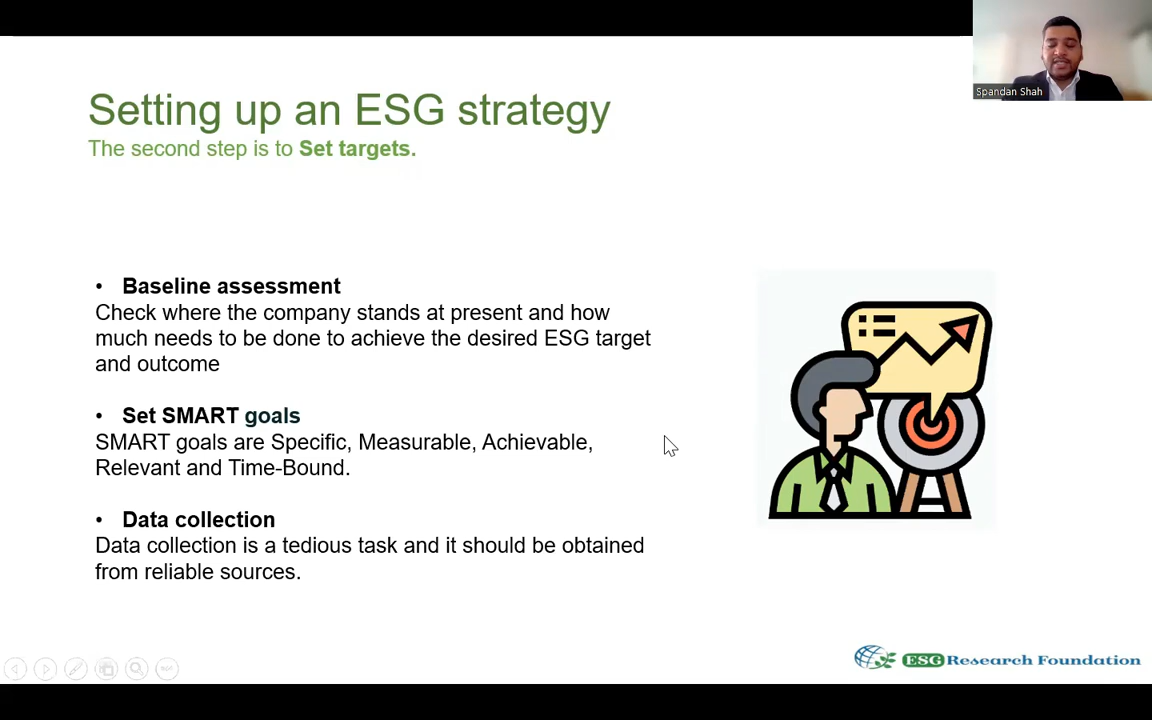 Spandan Shah
Setting up an ESG strategy
The second step is to Set targets.
• Baseline assessment
Check where the company stands at present and how
much needs to be done to achieve the desired ESG target
and outcome
• Set SMART goals
SMART goals are Specific, Measurable, Achievable,
Relevant and Time-Bound.
• Data collection
Data collection is a tedious task and it should be obtained
from reliable sources.
ESG Research Foundation